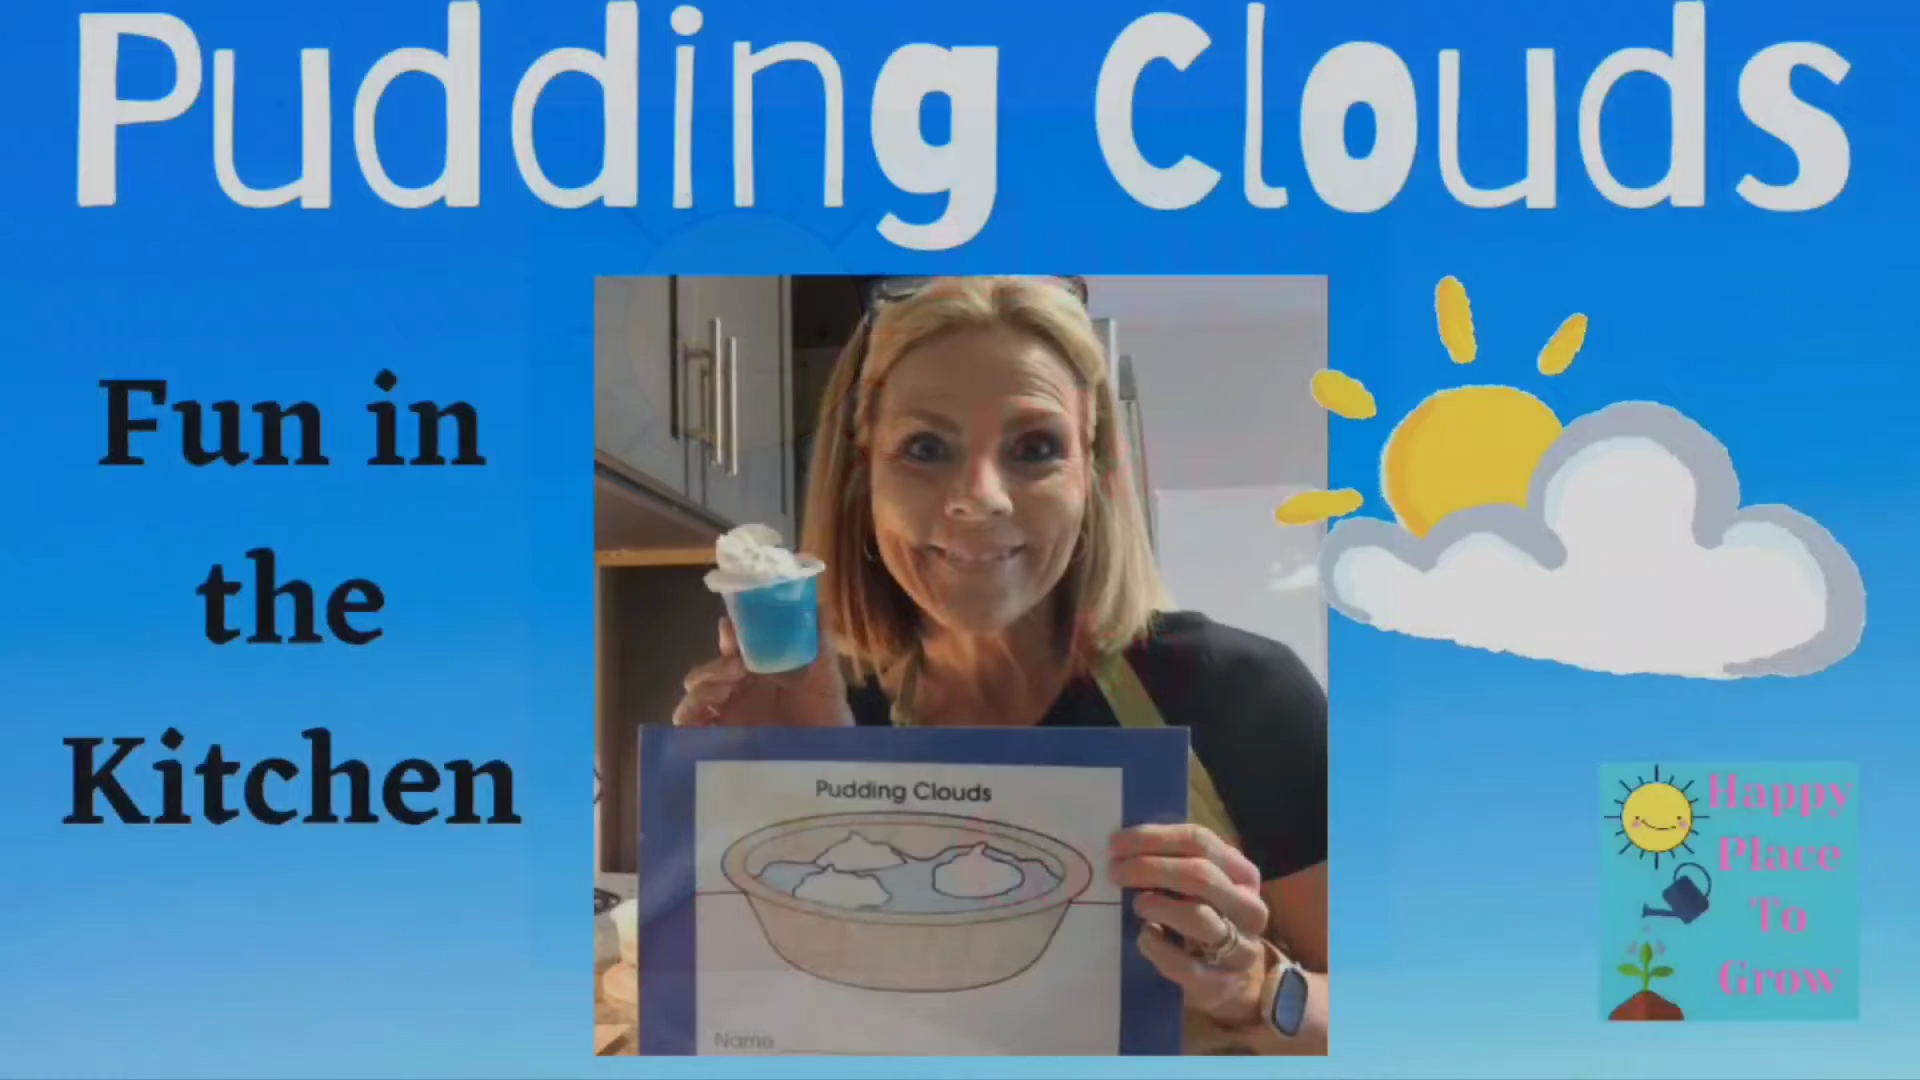 Pudding Clouds
Fun in
the
Kitchen
Pudding Clouds
Name
Happy
Place
To
Grow